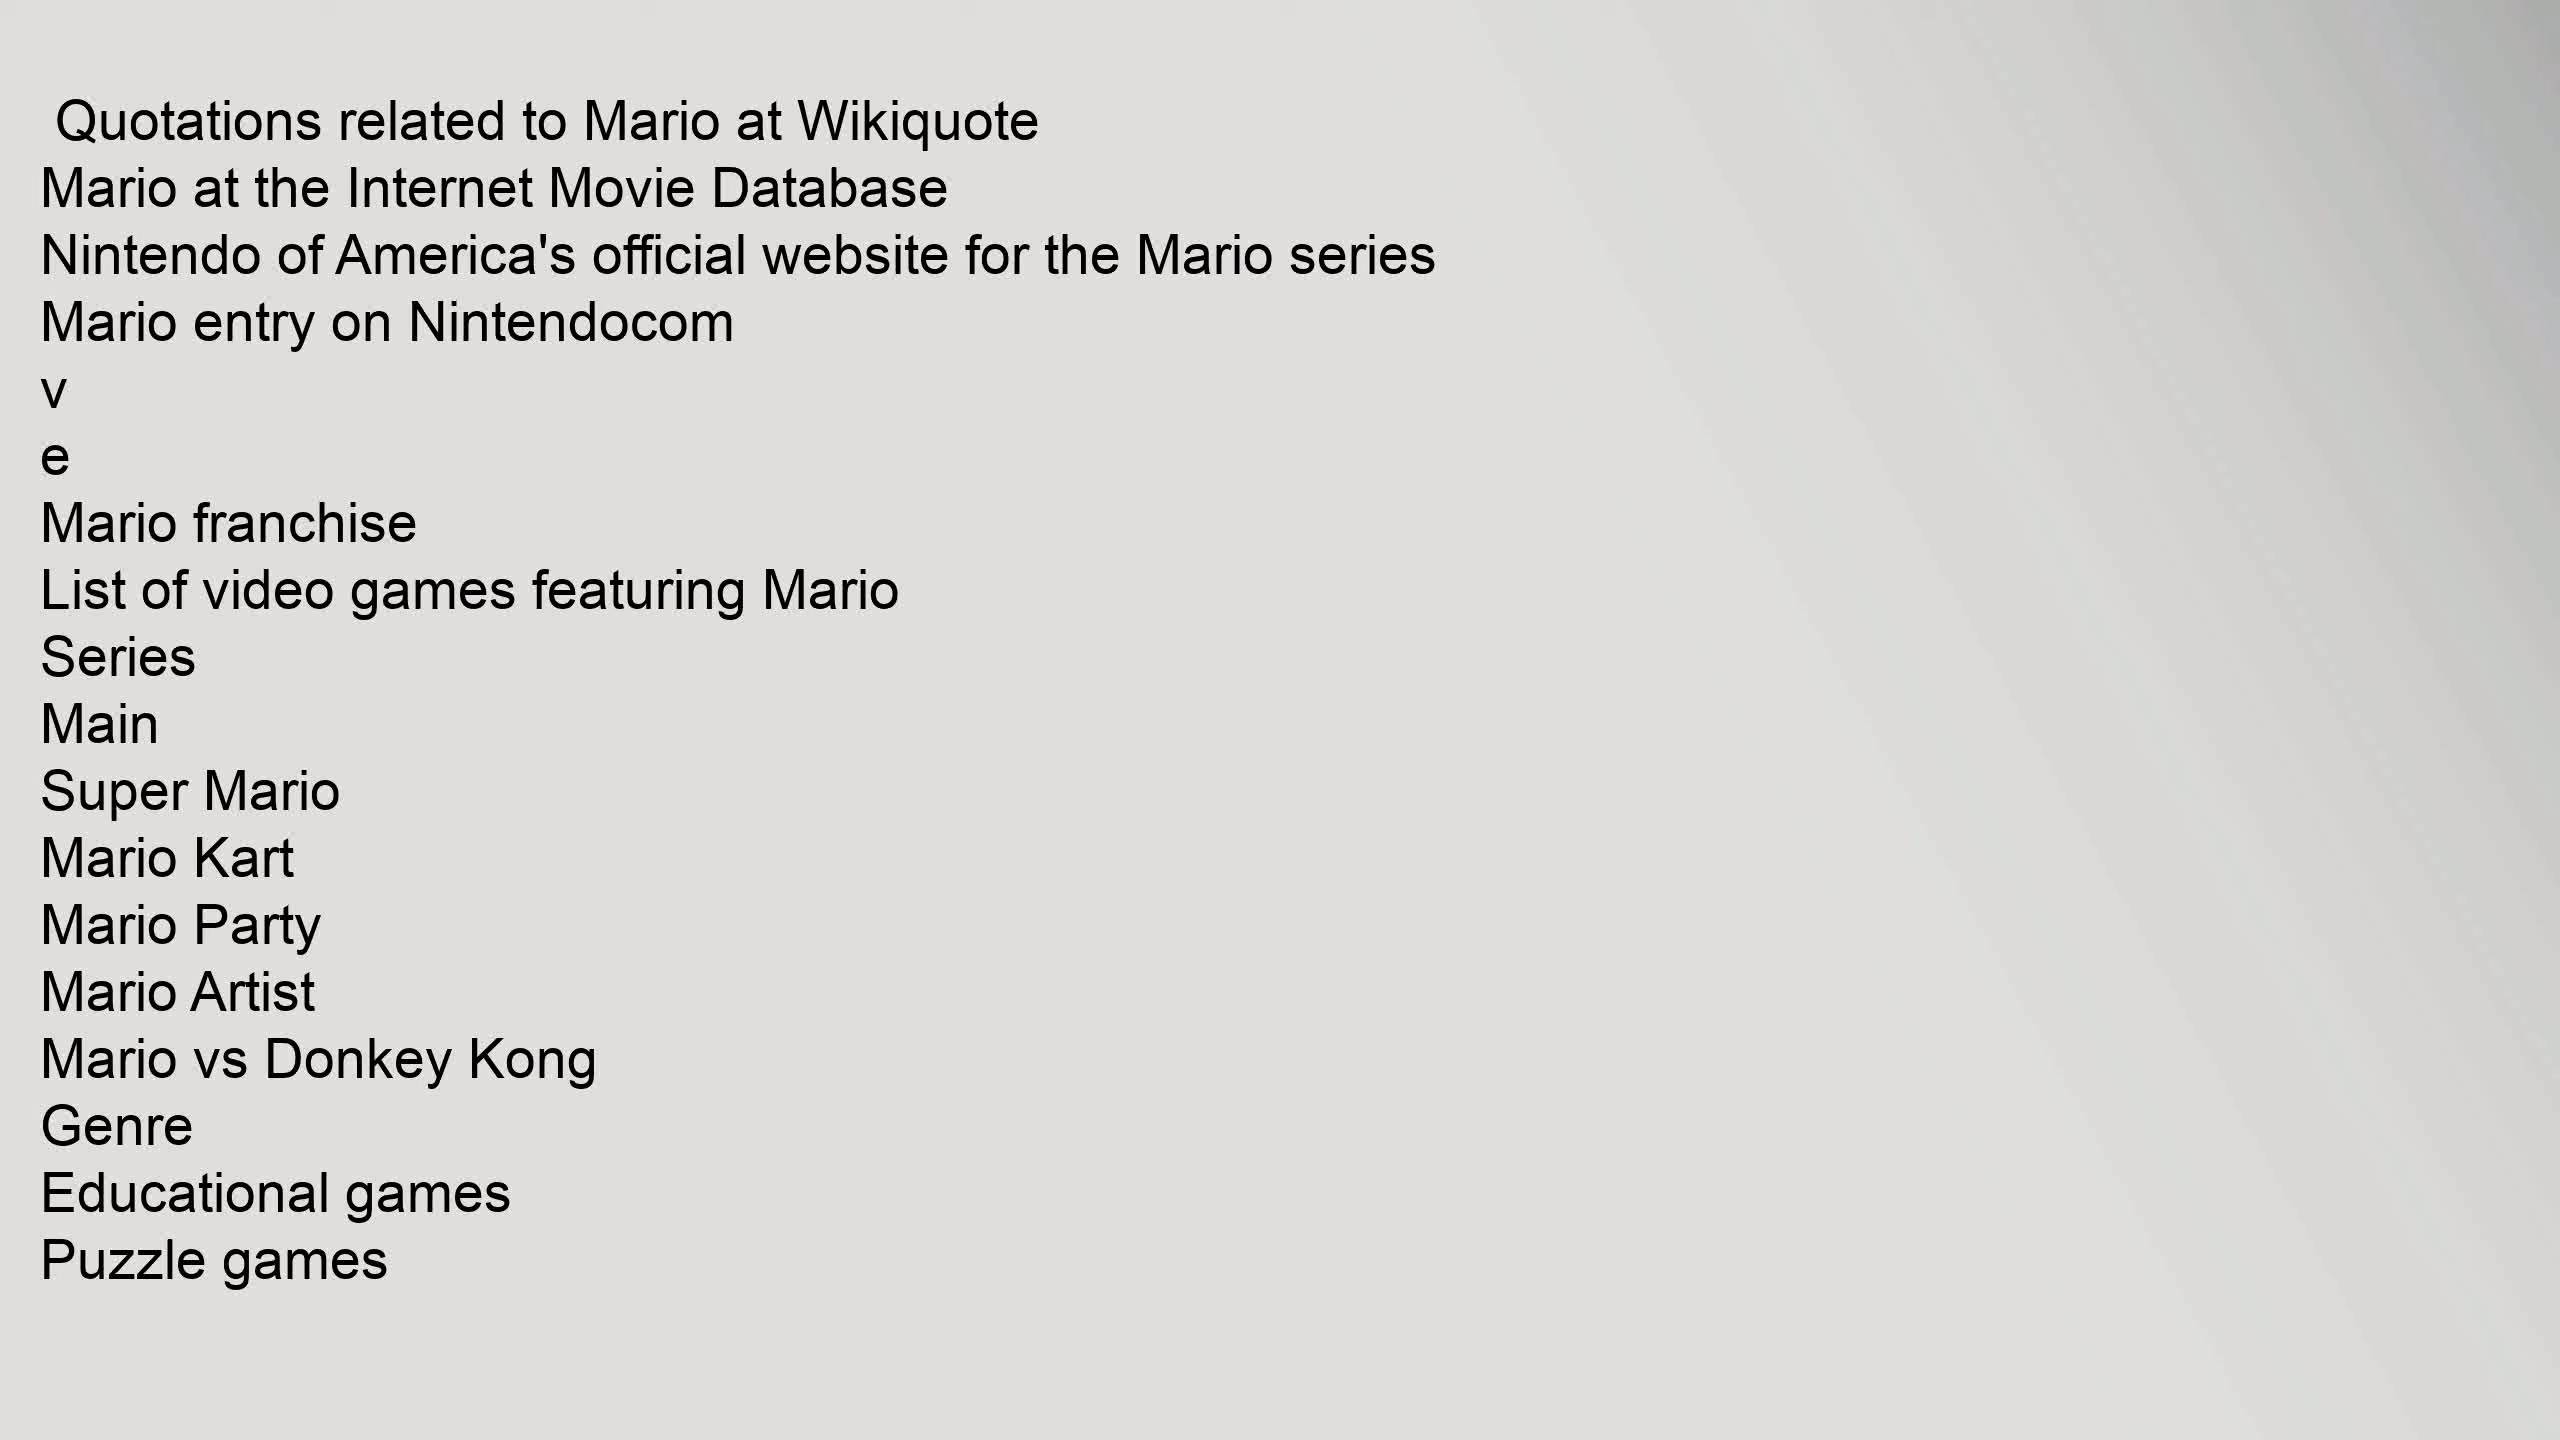 Quotations related to Mario at Wikiquote
Mario at the Internet Movie Database
Nintendo of America's official website for the Mario series
Mario entry on Nintendocom
v
e
Mario franchise
List of video games featuring Mario
Series
Main
Super Mario
Mario Kart
Mario Party
Mario Artist
Mario vs Donkey Kong
Genre
Educational games
Puzzle games